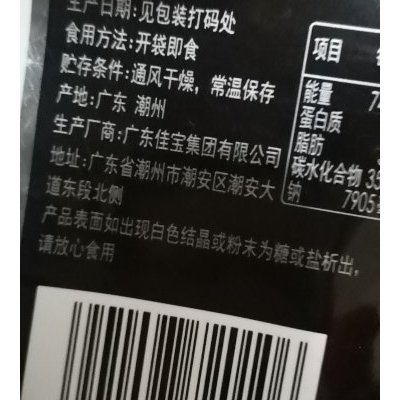 生产日期:见包装打码处
食用方法:开袋即食
贮存条件:通风干燥,常温保存
产地:广东 潮州
生产厂商:广东佳宝集团有限公司
地址:广东省潮州市潮安区潮安大
道东段北侧
产品表面如出现白色结晶或粉末为糖或盐析出,
请放心食用
项目
能量
蛋白质
脂肪
碳水化合物 35
钠 7905